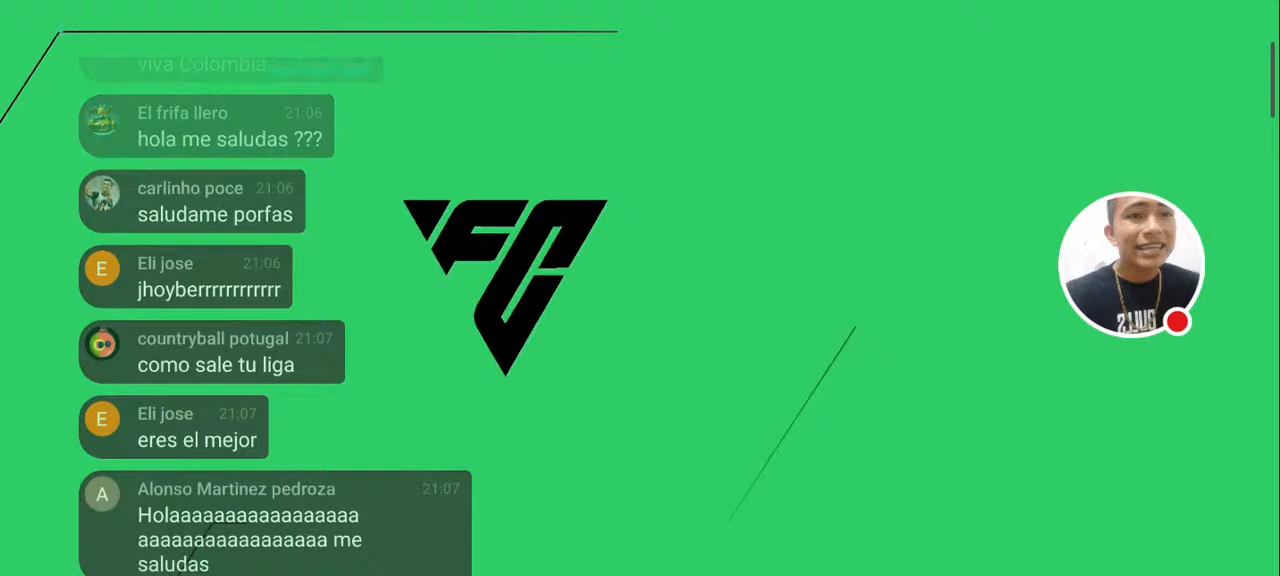 viva Colombia
El frifa llero 21:06
hola me saludas ???
carlinho poce 21:06
saludame porfas
E Eli jose 21:06
jhoyberrrrrrrrrrrr
countryball potugal 21:07
como sale tu liga
E Eli jose 21:07
eres el mejor
A Alonso Martinez pedroza 21:07
Holaaaaaaaaaaaaaaaaa
aaaaaaaaaaaaaaaaa me
saludas
FC